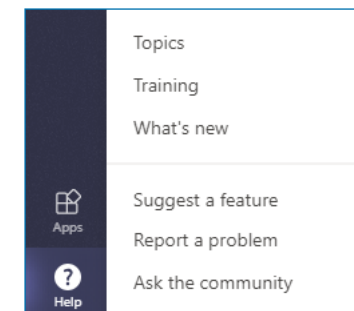 Topics
Training
What's new
Suggest a feature
Apps
Report a problem
Ask the community
Help